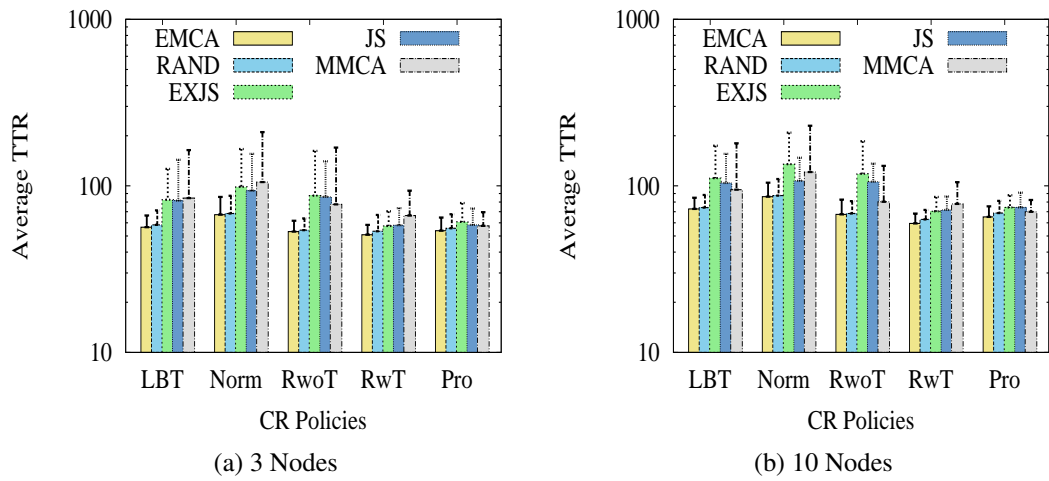 1000
100
10
Average TTR
EMCA
RAND
EXJS
JS
MMCA
LBT Norm RwoT RwT Pro
CR Policies
(a) 3 Nodes
1000
100
10
Average TTR
EMCA
RAND
EXJS
JS
MMCA
LBT Norm RwoT RwT Pro
CR Policies
(b) 10 Nodes